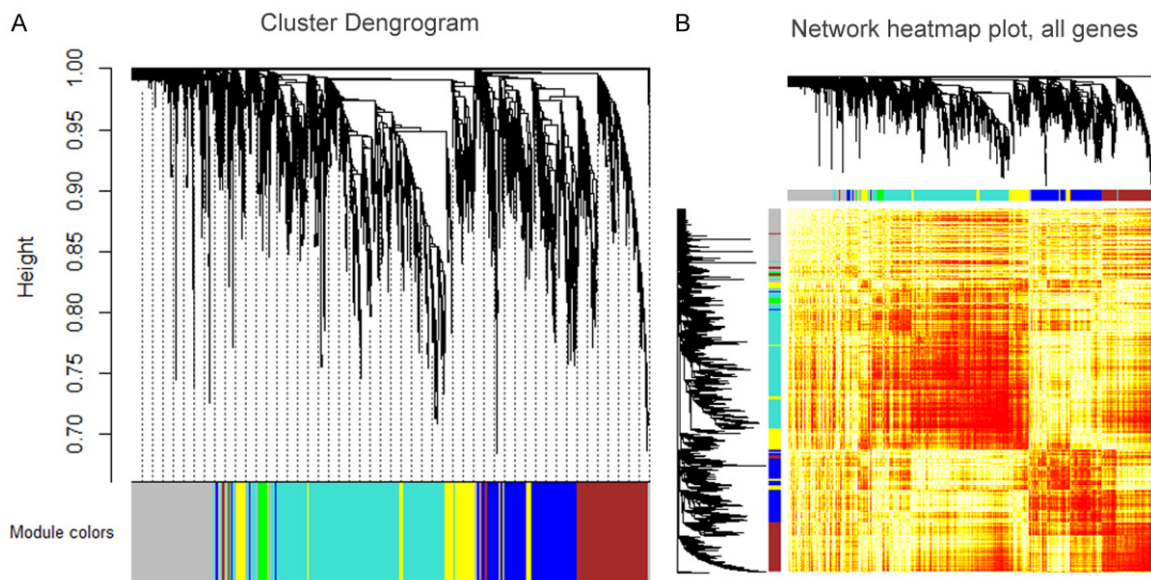 A
Cluster Dengrogram
Height
1.00
0.95
0.90
0.85
0.80
0.75
0.70
Module colors
B
Network heatmap plot, all genes